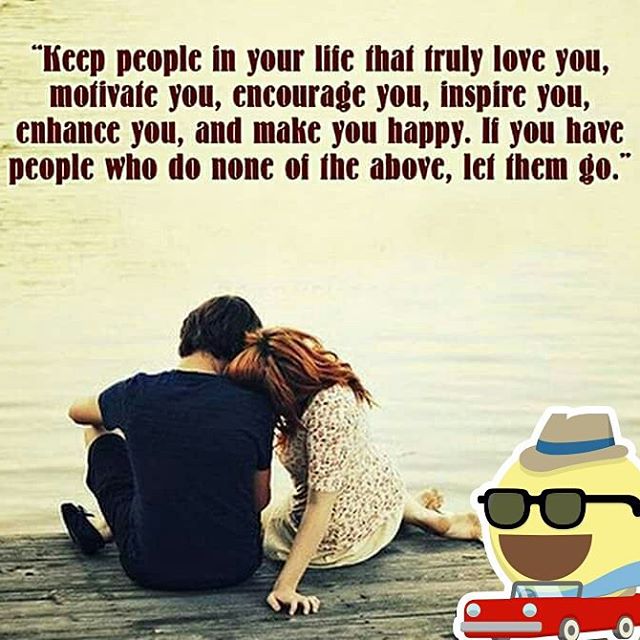 “Keep people in your life that truly love you,
motivate you, encourage you, inspire you,
enhance you, and make you happy. If you have
people who do none of the above, let them go.”